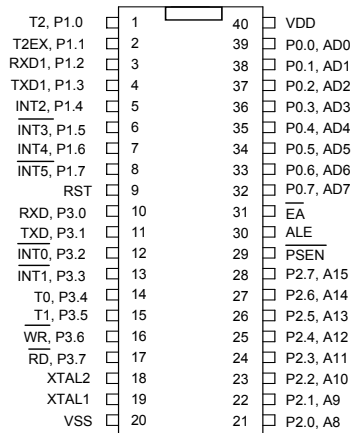 T2, P1.0 1 40 VDD
T2EX, P1.1 2 39 P0.0, AD0
RXD1, P1.2 3 38 P0.1, AD1
TXD1, P1.3 4 37 P0.2, AD2
INT2, P1.4 5 36 P0.3, AD3
INT3, P1.5 6 35 P0.4, AD4
INT4, P1.6 7 34 P0.5, AD5
INT5, P1.7 8 33 P0.6, AD6
RST 9 32 P0.7, AD7
RXD, P3.0 10 31 EA
TXD, P3.1 11 30 ALE
INT0, P3.2 12 29 PSEN
INT1, P3.3 13 28 P2.7, A15
T0, P3.4 14 27 P2.6, A14
T1, P3.5 15 26 P2.5, A13
WR, P3.6 16 25 P2.4, A12
RD, P3.7 17 24 P2.3, A11
XTAL2 18 23 P2.2, A10
XTAL1 19 22 P2.1, A9
VSS 20 21 P2.0, A8